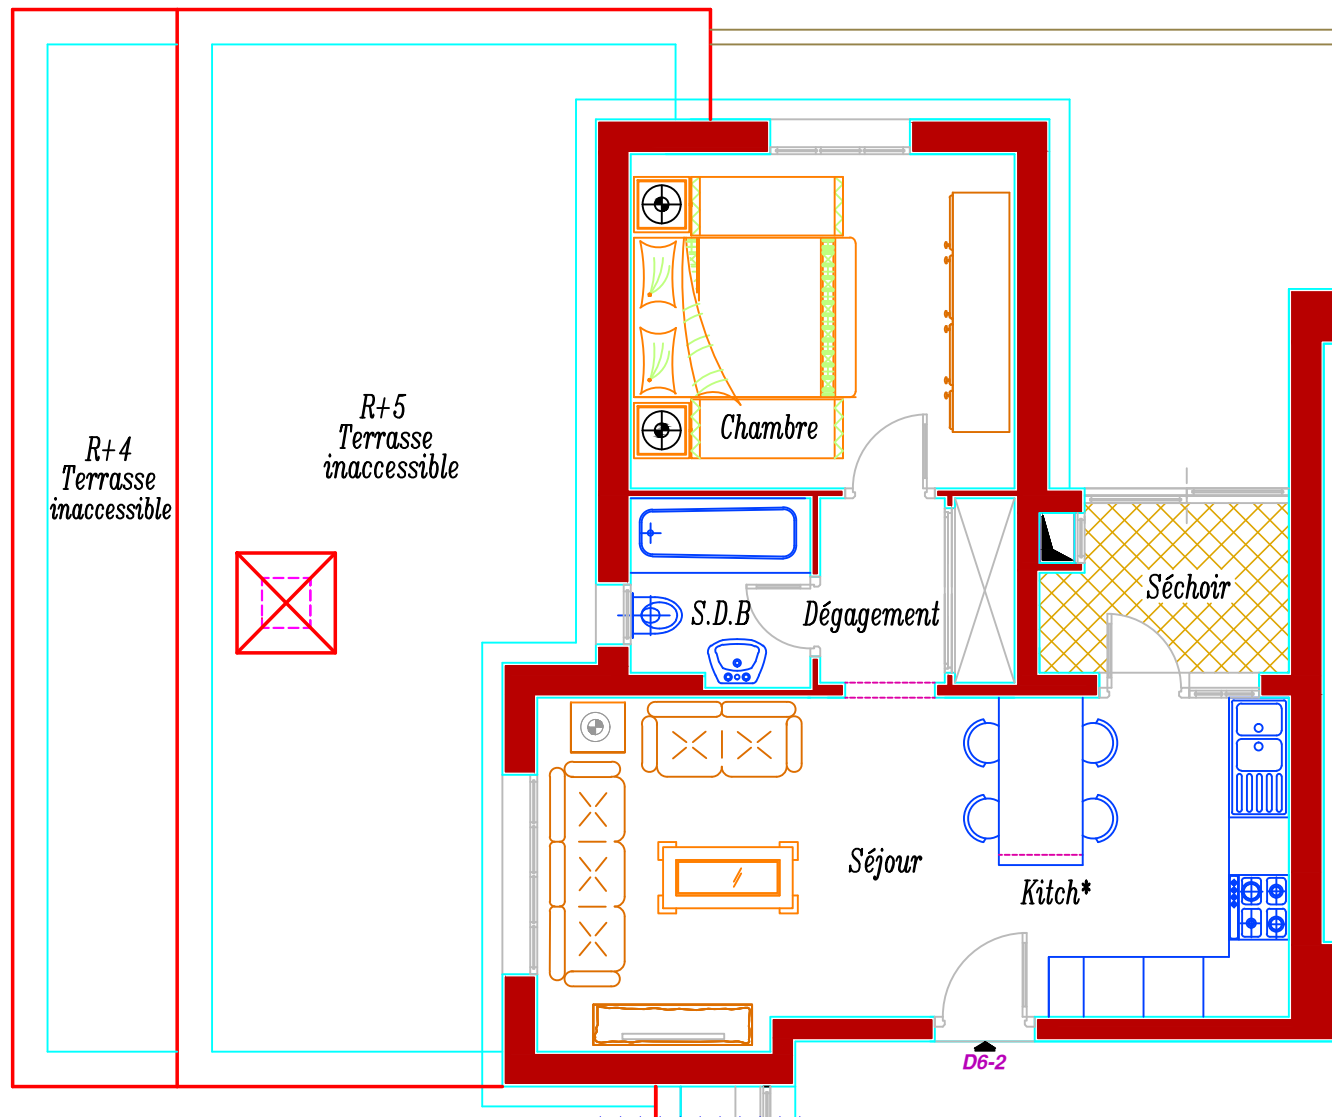 R+4
Terrasse
inaccessible
R+5
Terrasse
inaccessible
Chambre
S.D.B
Dégagement
Séchoir
Séjour
Kitch*
D6-2